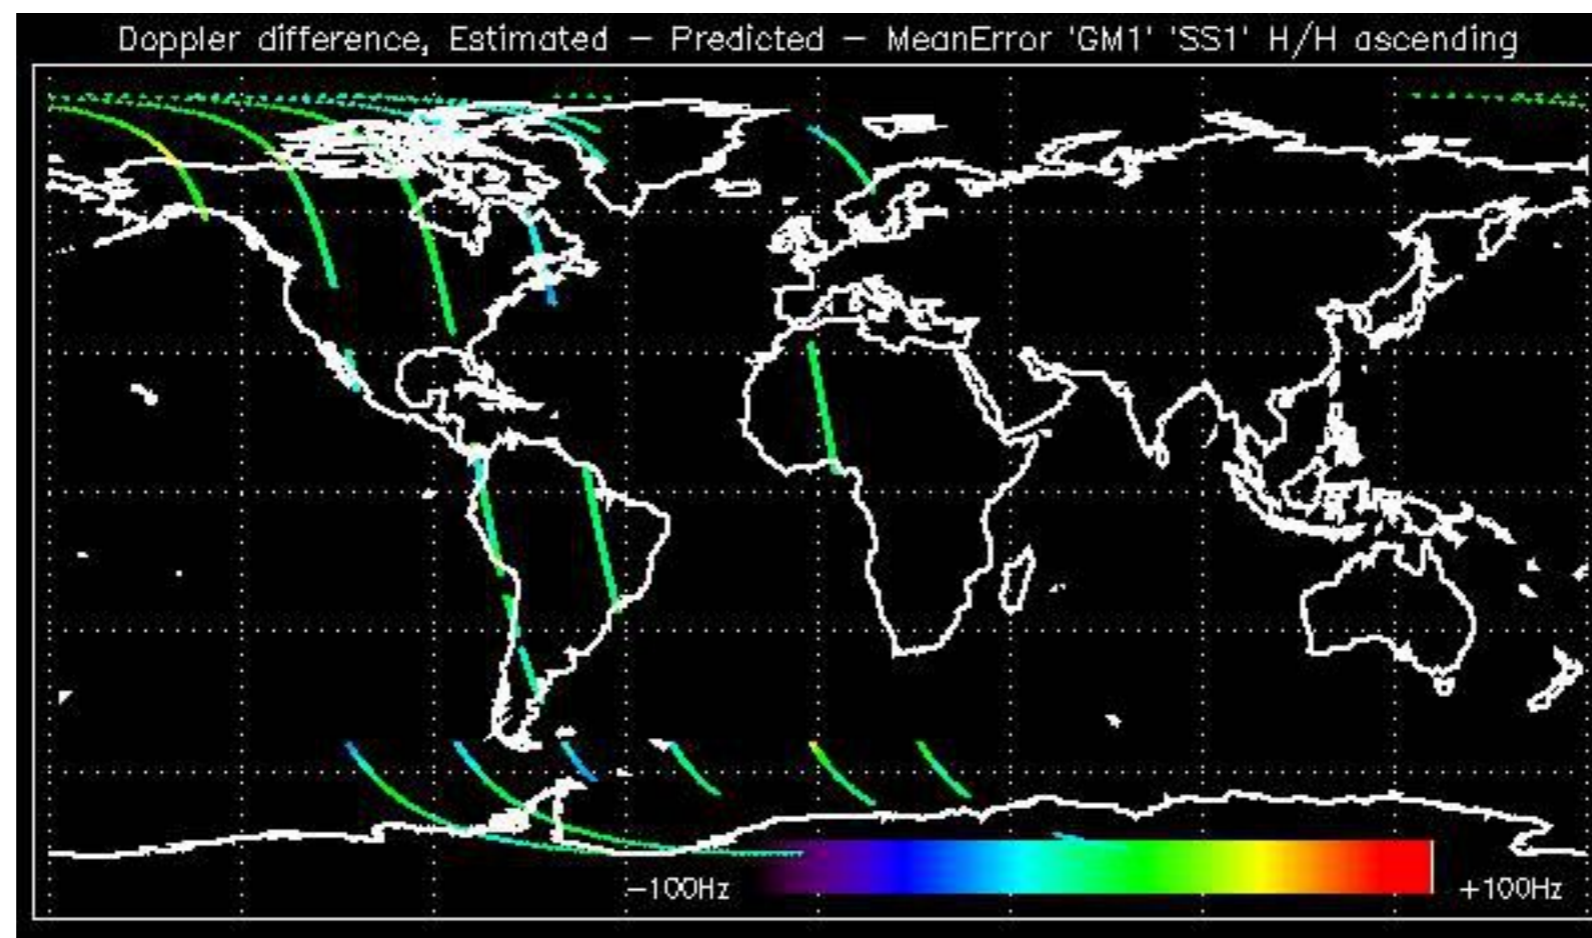 Doppler difference, Estimated – Predicted – MeanError 'GM1' 'SS1' H/H ascending
–100Hz
+100Hz